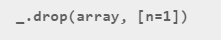 _.drop(array, [n=1])